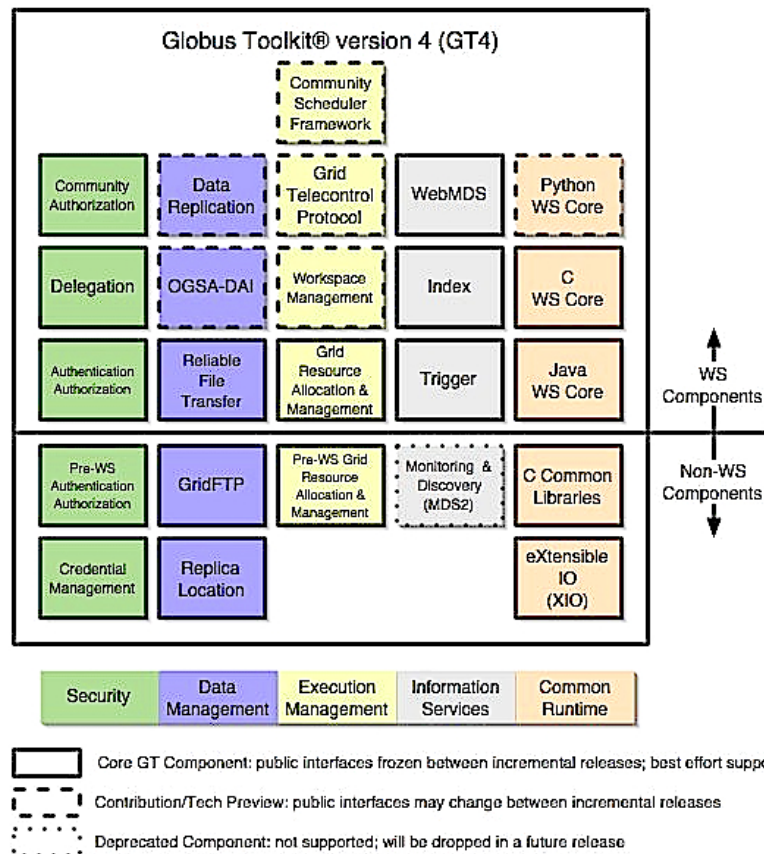 Globus Toolkit® version 4 (GT4)
Community
Scheduler
Framework
Community
Authorization
Data
Replication
Grid
Telecontrol
Protocol
WebMDS
Python
WS Core
Delegation
OGSA-DAI
Workspace
Management
Index
C
WS Core
Authentication
Authorization
Reliable
File
Transfer
Grid
Resource
Allocation &
Management
Trigger
Java
WS Core
WS
Components
Pre-WS
Authentication
Authorization
GridFTP
Pre-WS Grid
Resource
Allocation &
Management
Monitoring &
Discovery
(MDS2)
C Common
Libraries
Non-WS
Components
Credential
Management
Replica
Location
eXtensible
IO
(XIO)
Security
Data
Management
Execution
Management
Information
Services
Common
Runtime
Core GT Component: public interfaces frozen between incremental releases; best effort suppo
Contribution/Tech Preview: public interfaces may change between incremental releases
Deprecated Component: not supported; will be dropped in a future release